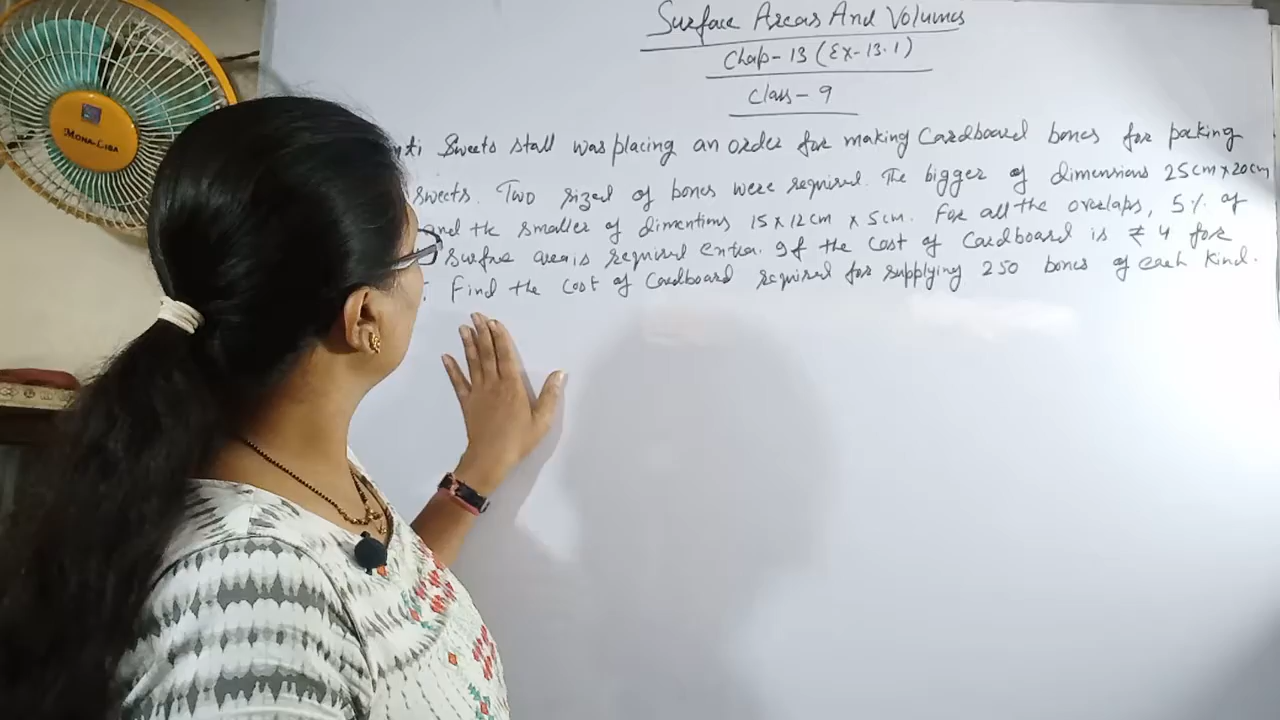 MONA-LISA
Surface Areas And Volumes
Chap-13 (Ex-13.1)
Class-9
nti Sweets stall was placing an order for making Cardboard boxes for packing
sweets. Two sized of boxes were required. The bigger of dimensions 25cm x 20cm
and the smaller of dimentions 15 x 12cm x 5cm. For all the overlaps, 5% of
surface area is required extra. If the cost of Cardboard is ₹ 4 for
Find the cost of Cardboard required for supplying 250 boxes of each kind.